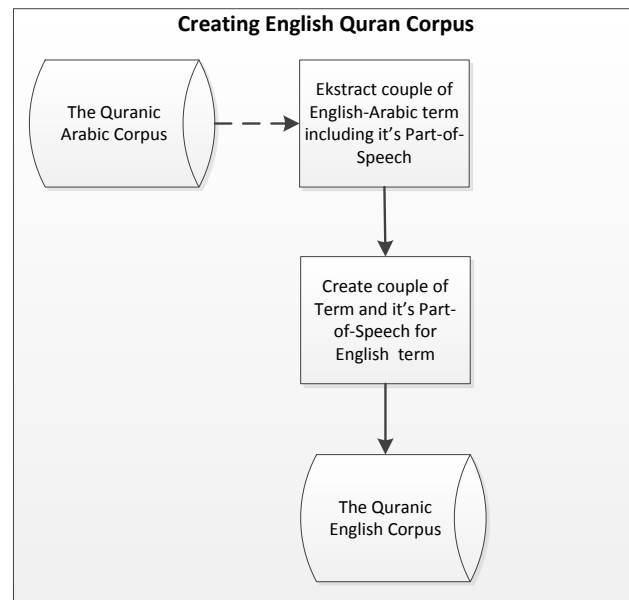 Creating English Quran Corpus
The Quranic
Arabic Corpus
Ekstract couple of
English-Arabic term
including it's Part-of-
Speech
Create couple of
Term and it's Part-
of-Speech for
English term
The Quranic
English Corpus